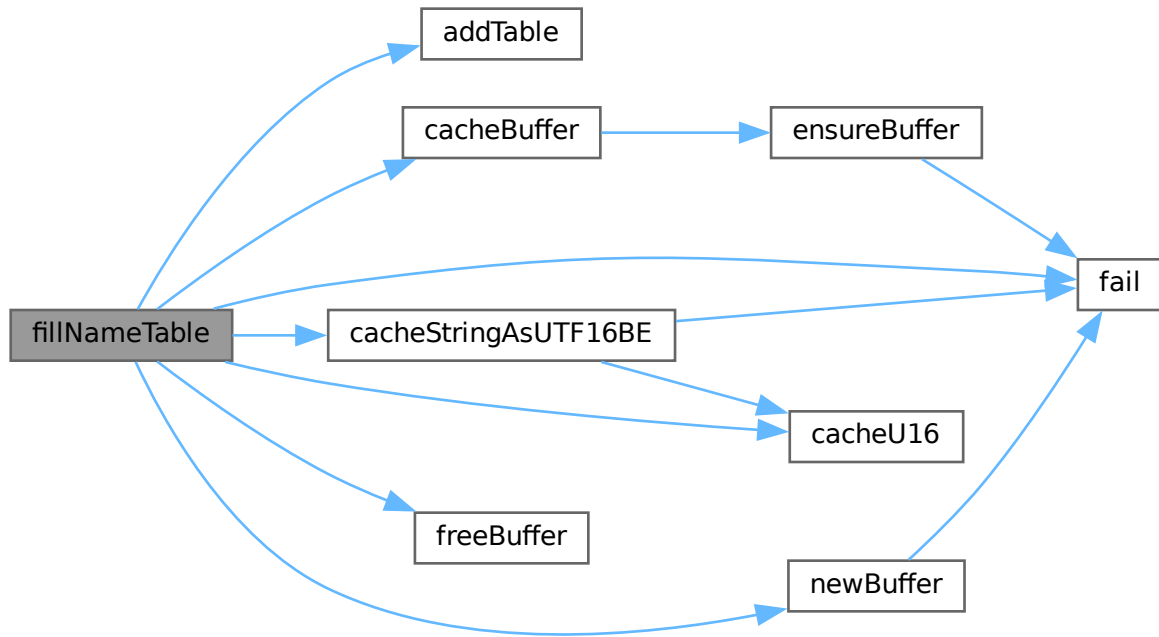 addTable
cacheBuffer
ensureBuffer
fail
fillNameTable
cacheStringAsUTF16BE
cacheU16
freeBuffer
newBuffer